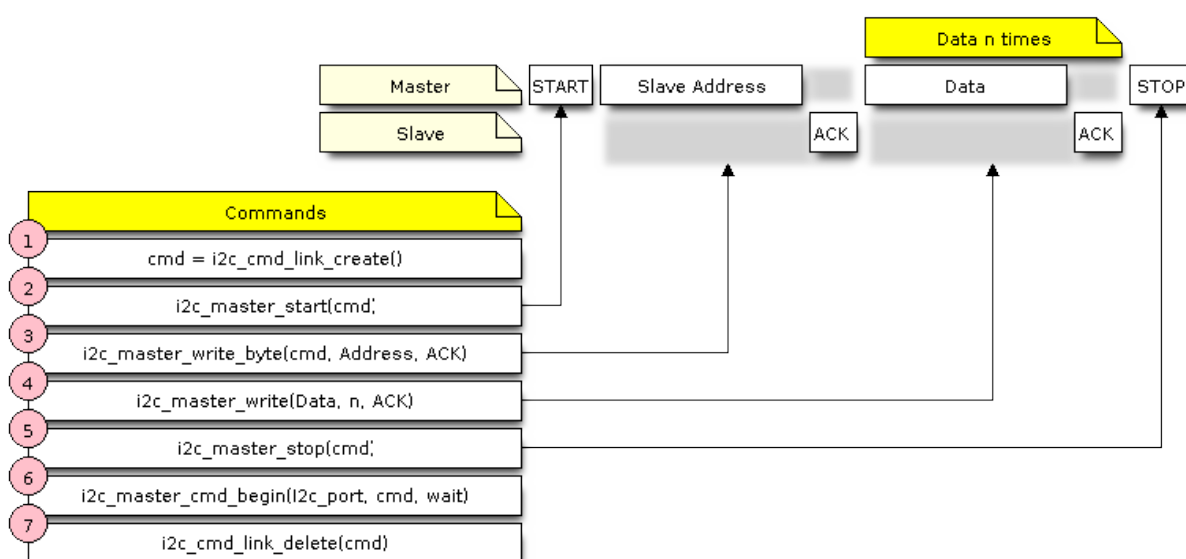 Data n times
Master START Slave Address Data STOP
Slave ACK ACK
Commands
1
cmd = i2c_cmd_link_create()
2
i2c_master_start(cmd;
3
i2c_master_write_byte(cmd, Address, ACK)
4
i2c_master_write(Data, n, ACK)
5
i2c_master_stop(cmd;
6
i2c_master_cmd_begin(I2c_port, cmd, wait)
7
i2c_cmd_link_delete(cmd)